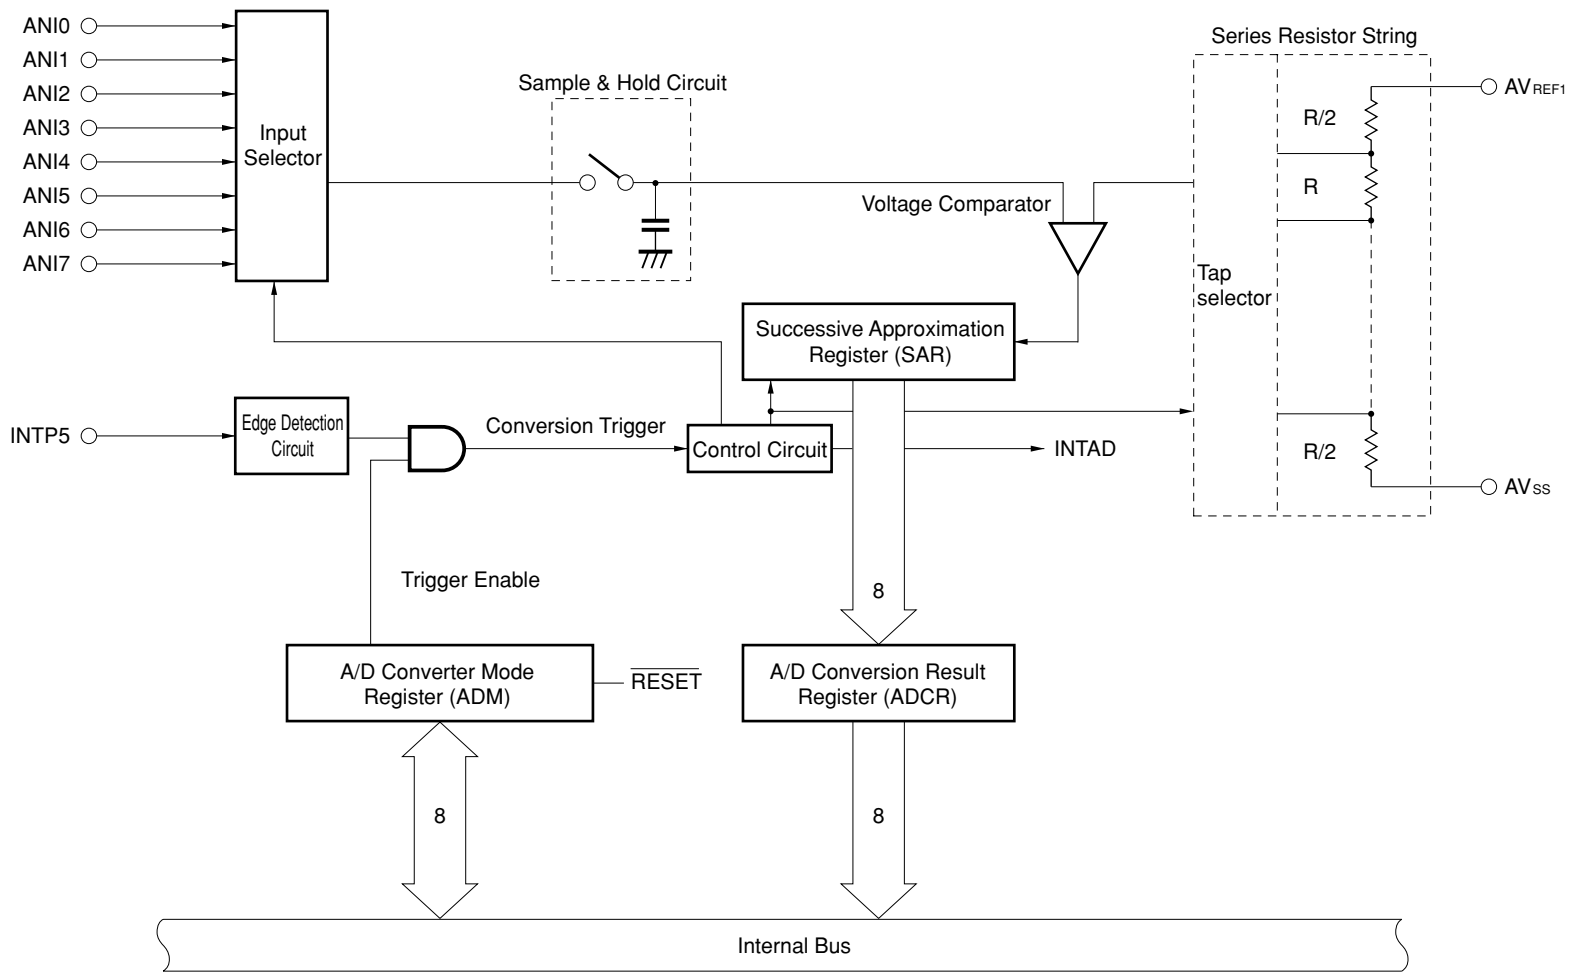 ANI0
ANI1
ANI2
ANI3
ANI4
ANI5
ANI6
ANI7
Input
Selector
Sample & Hold Circuit
Voltage Comparator
Series Resistor String
AVREF1
R/2
R
Tap
selector
R/2
AVSS
Successive Approximation
Register (SAR)
INTP5
Edge Detection
Circuit
Conversion Trigger
Control Circuit
INTAD
Trigger Enable
8
A/D Converter Mode
Register (ADM)
RESET
A/D Conversion Result
Register (ADCR)
8
8
Internal Bus